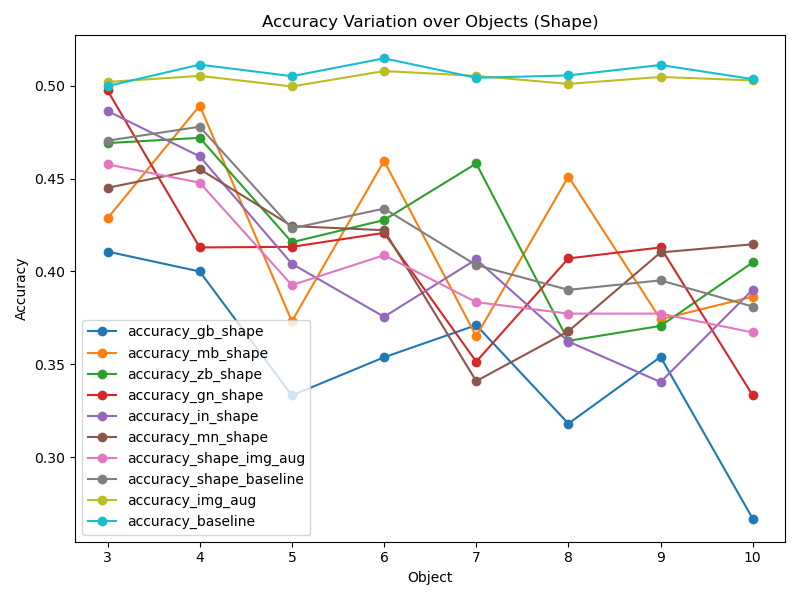 Accuracy Variation over Objects (Shape)
0.50
0.45
0.40
0.35
0.30
Accuracy
accuracy_gb_shape
accuracy_mb_shape
accuracy_zb_shape
accuracy_gn_shape
accuracy_in_shape
accuracy_mn_shape
accuracy_shape_img_aug
accuracy_shape_baseline
accuracy_img_aug
accuracy_baseline
3 4 5 6 7 8 9 10
Object